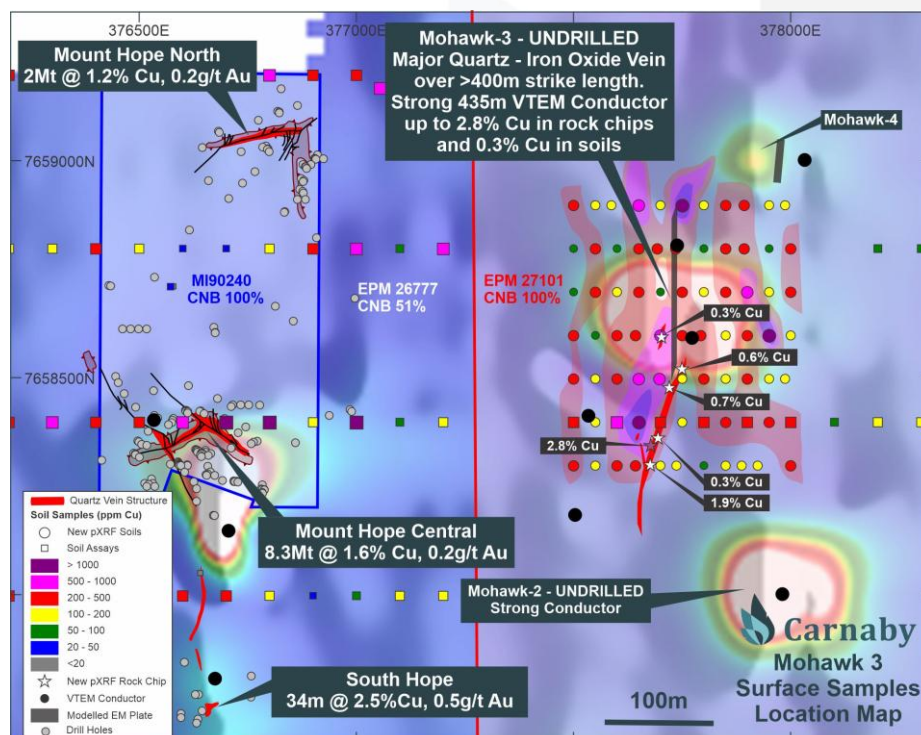 376500E
377000E
378000E
Mount Hope North
2Mt @ 1.2% Cu, 0.2g/t Au
Mohawk-3 - UNDRILLED
Major Quartz - Iron Oxide Vein
over >400m strike length.
Strong 435m VTEM Conductor
up to 2.8% Cu in rock chips
and 0.3% Cu in soils
Mohawk-4
7659000N
MI90240
CNB 100%
EPM 26777
CNB 51%
EPM 27101
CNB 100%
0.3% Cu
0.6% Cu
7658500N
0.7% Cu
2.8% Cu
0.3% Cu
1.9% Cu
Mount Hope Central
8.3Mt @ 1.6% Cu, 0.2g/t Au
Mohawk-2 - UNDRILLED
Strong Conductor
South Hope
34m @ 2.5%Cu, 0.5g/t Au
Quartz Vein Structure
Soil Samples (ppm Cu)
New pXRF Soils
Soil Assays
> 1000
500 - 1000
200 - 500
100 - 200
50 - 100
20 - 50
<20
New pXRF Rock Chip
VTEM Conductor
Modelled EM Plate
Drill Holes
100m
Carnaby
Mohawk 3
Surface Samples
Location Map